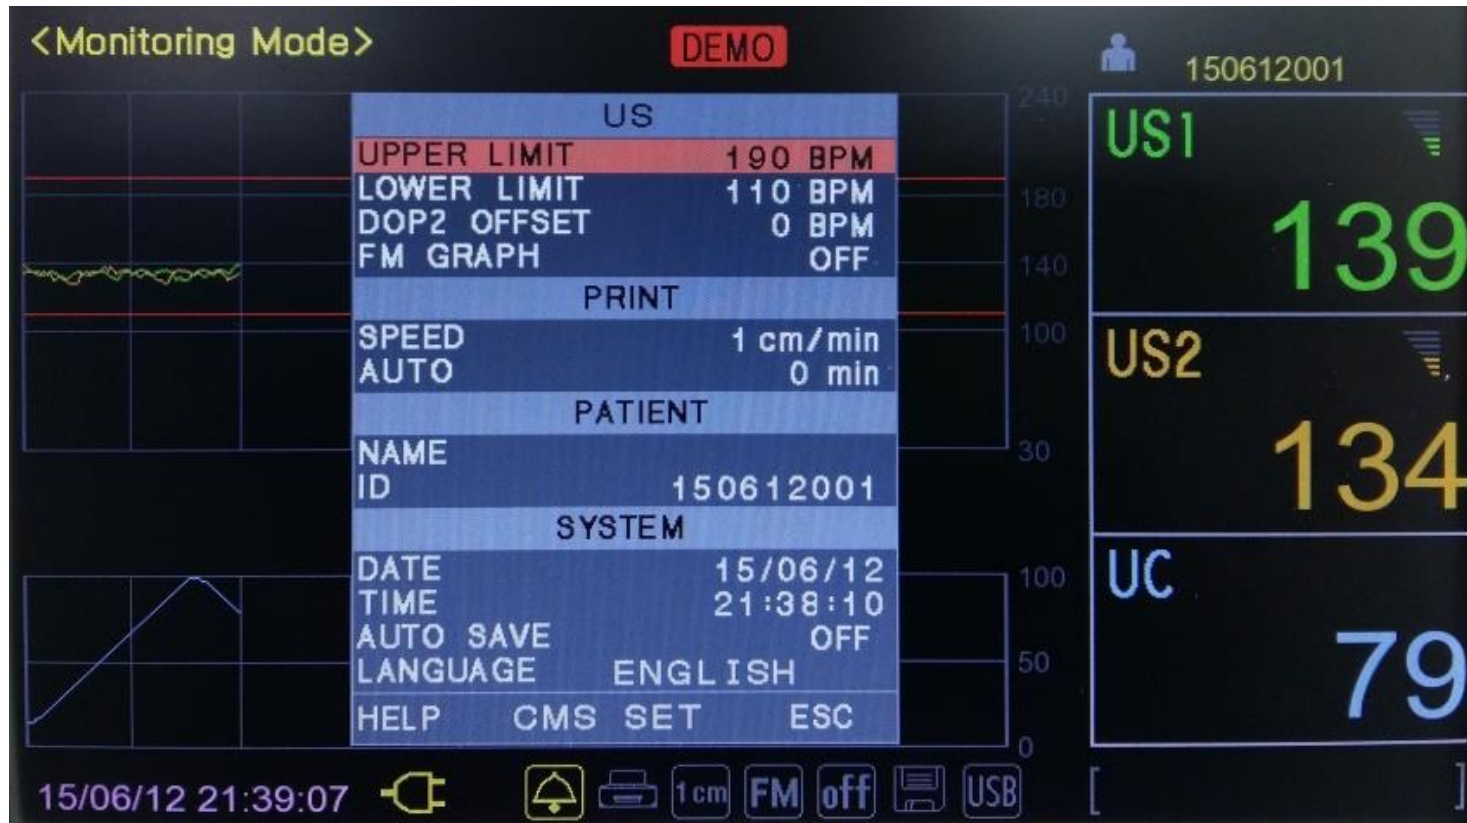 <Monitoring Mode>
DEMO
150612001
240
180
140
100
30
100
50
0
US
UPPER LIMIT 190 BPM
LOWER LIMIT 110 BPM
DOP2 OFFSET 0 BPM
FM GRAPH OFF
PRINT
SPEED 1 cm/min
AUTO 0 min
PATIENT
NAME
ID 150612001
SYSTEM
DATE 15/06/12
TIME 21:38:10
AUTO SAVE OFF
LANGUAGE ENGLISH
HELP CMS SET ESC
US1
139
US2
134
UC
79
15/06/12 21:39:07
1cm FM off USB [ ]